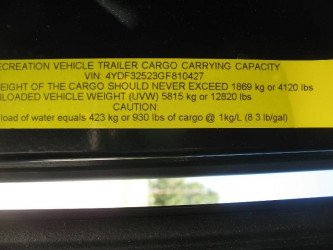 ECREATION VEHICLE TRAILER CARGO CARRYING CAPACITY
VIN: 4YDF32523GF810427
EIGHT OF THE CARGO SHOULD NEVER EXCEED 1869 kg or 4120 lbs
NLOADED VEHICLE WEIGHT (UVW) 5815 kg or 12820 lbs
CAUTION:
load of water equals 423 kg or 930 lbs of cargo @ 1kg/L (8.3 lb/gal)